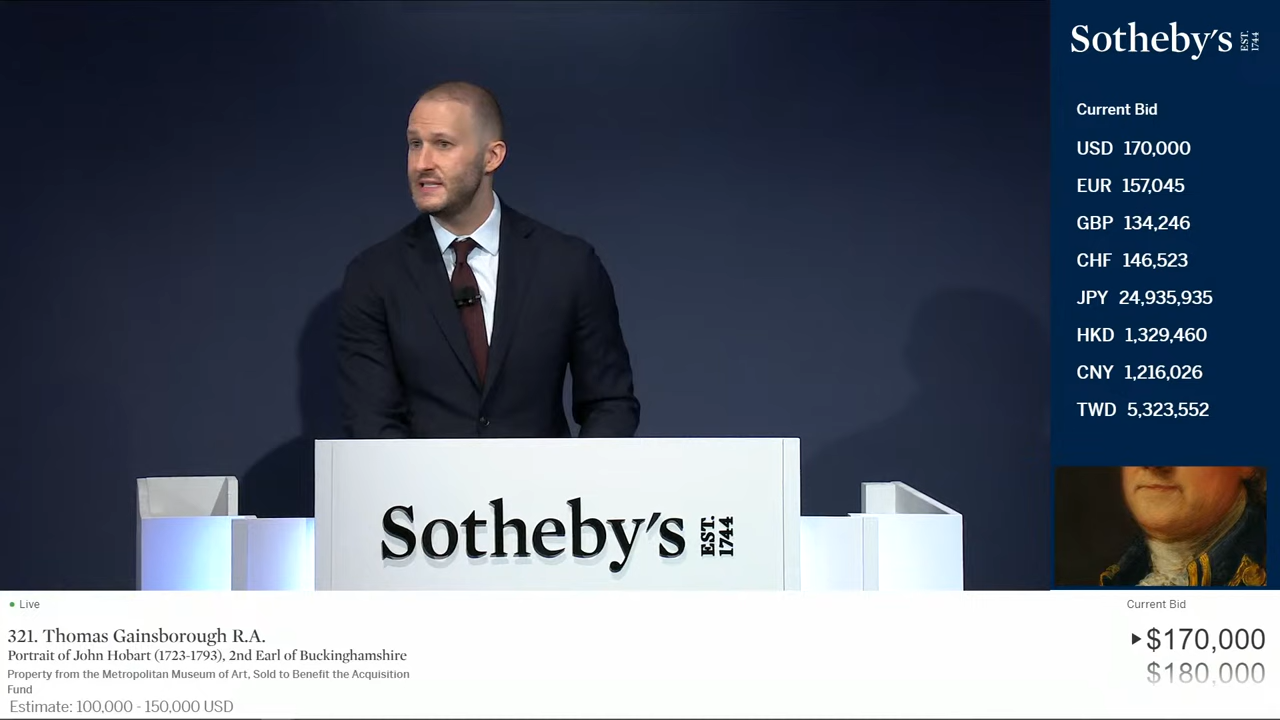 Sotheby's EST. 1744
Current Bid
USD 170,000
EUR 157,045
GBP 134,246
CHF 146,523
JPY 24,935,935
HKD 1,329,460
CNY 1,216,026
TWD 5,323,552
Sotheby's EST. 1744
Live
321. Thomas Gainsborough R.A.
Portrait of John Hobart (1723-1793), 2nd Earl of Buckinghamshire
Property from the Metropolitan Museum of Art, Sold to Benefit the Acquisition
Fund
Estimate: 100,000 - 150,000 USD
Current Bid
$170,000
$180,000